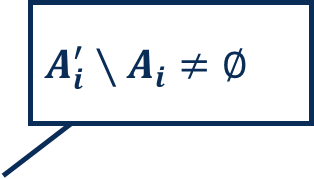 A′ᵢ \ Aᵢ ≠ ∅